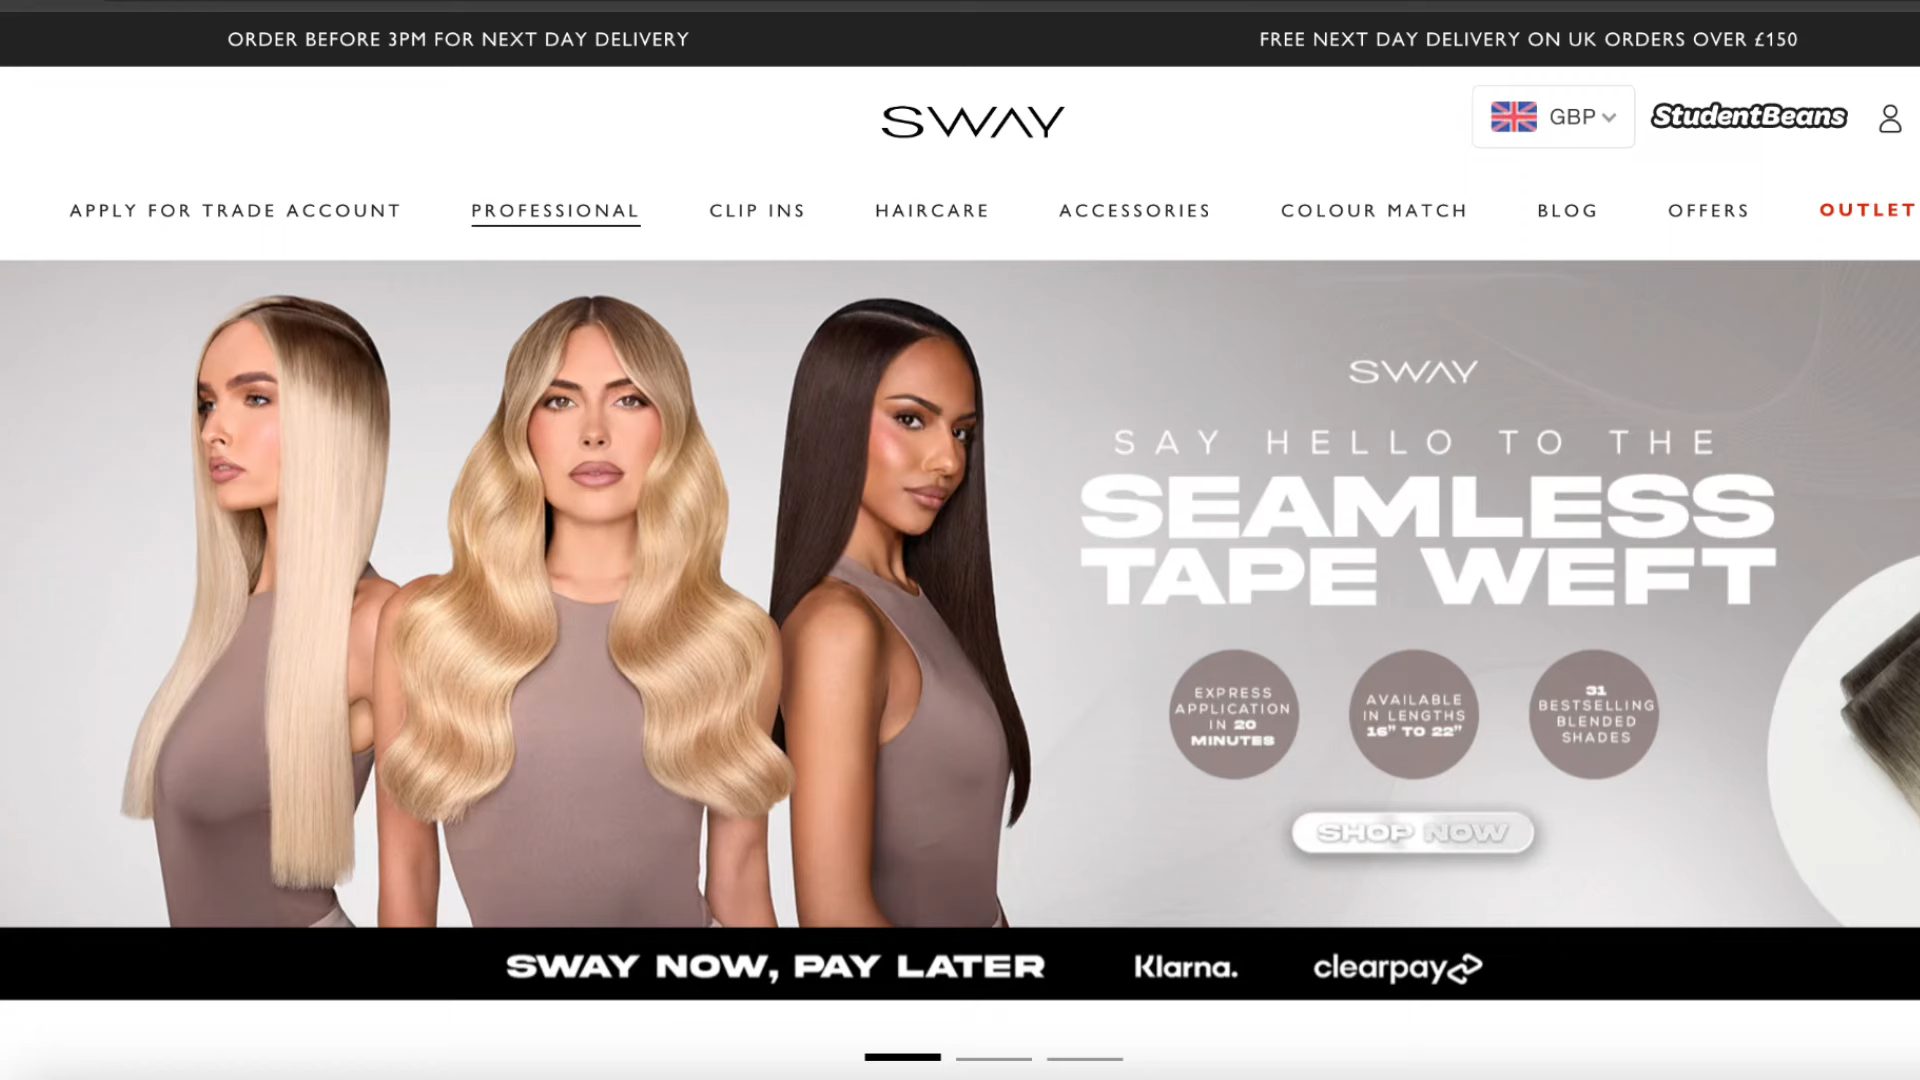 ORDER BEFORE 3PM FOR NEXT DAY DELIVERY
FREE NEXT DAY DELIVERY ON UK ORDERS OVER £150
SWAY
GBP
StudentBeans
APPLY FOR TRADE ACCOUNT
PROFESSIONAL
CLIP INS
HAIRCARE
ACCESSORIES
COLOUR MATCH
BLOG
OFFERS
OUTLET
SWAY
SAY HELLO TO THE
SEAMLESS
TAPE WEFT
EXPRESS
APPLICATION
IN 20
MINUTES
AVAILABLE
IN LENGTHS
16" TO 22"
31
BESTSELLING
BLENDED
SHADES
SHOP NOW
SWAY NOW, PAY LATER
Klarna.
clearpay